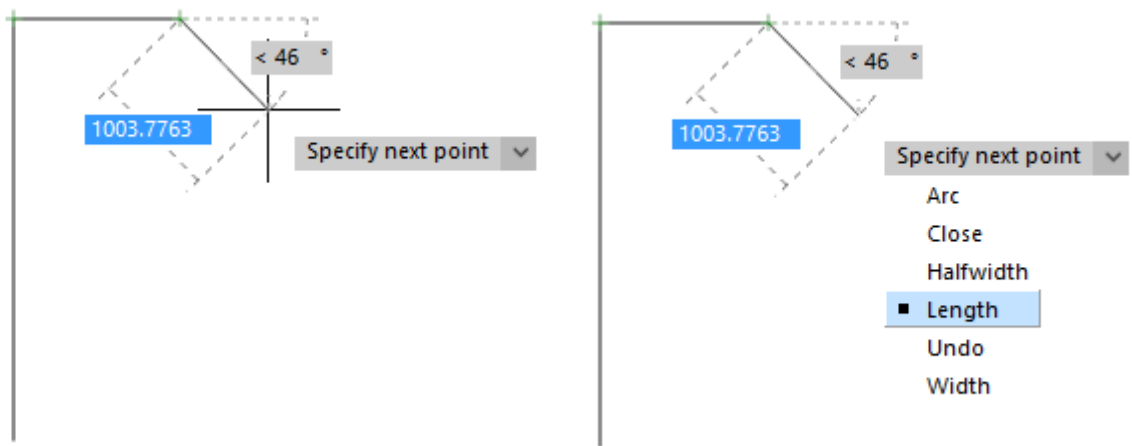 < 46 °
1003.7763
Specify next point
< 46 °
1003.7763
Specify next point
Arc
Close
Halfwidth
Length
Undo
Width